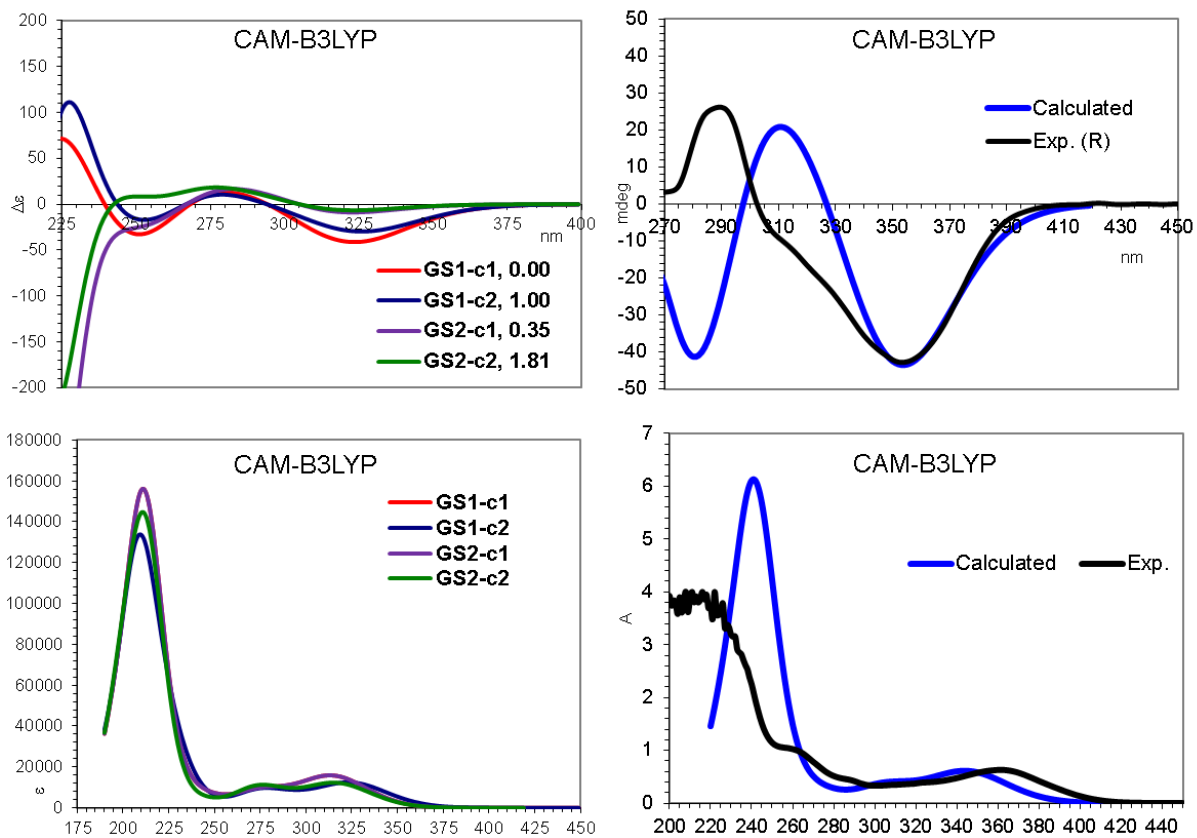 CAM-B3LYP
200
150
100
50
0
-50
-100
-150
-200
Δε
225 250 275 300 325 350 375 400
nm
GS1-c1, 0.00
GS1-c2, 1.00
GS2-c1, 0.35
GS2-c2, 1.81
CAM-B3LYP
50
40
30
20
10
0
-10
-20
-30
-40
-50
mdeg
270 290 310 330 350 370 390 410 430 450
nm
Calculated
Exp. (R)
CAM-B3LYP
180000
160000
140000
120000
100000
80000
60000
40000
20000
0
ε
175 200 225 250 275 300 325 350 375 400 425 450
GS1-c1
GS1-c2
GS2-c1
GS2-c2
CAM-B3LYP
7
6
5
4
3
2
1
0
A
200 220 240 260 280 300 320 340 360 380 400 420 440
Calculated
Exp.